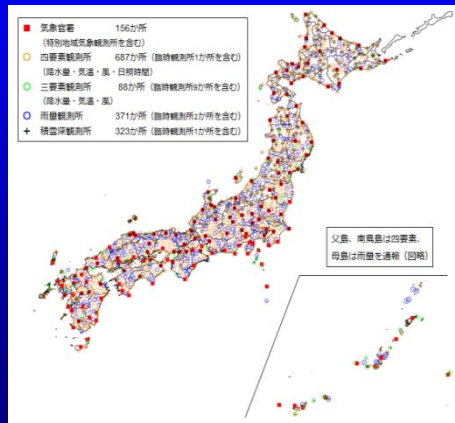 気象官署 156か所
(特別地域気象観測所を含む)
四要素観測所 687か所 (臨時観測所1か所を含む)
(降水量・気温・風・日照時間)
三要素観測所 88か所 (臨時観測所9か所を含む)
(降水量・気温・風)
雨量観測所 371か所 (臨時観測所2か所を含む)
積雪深観測所 323か所 (臨時観測所1か所を含む)
父島、南鳥島は四要素、
母島は雨量を通報 (図略)